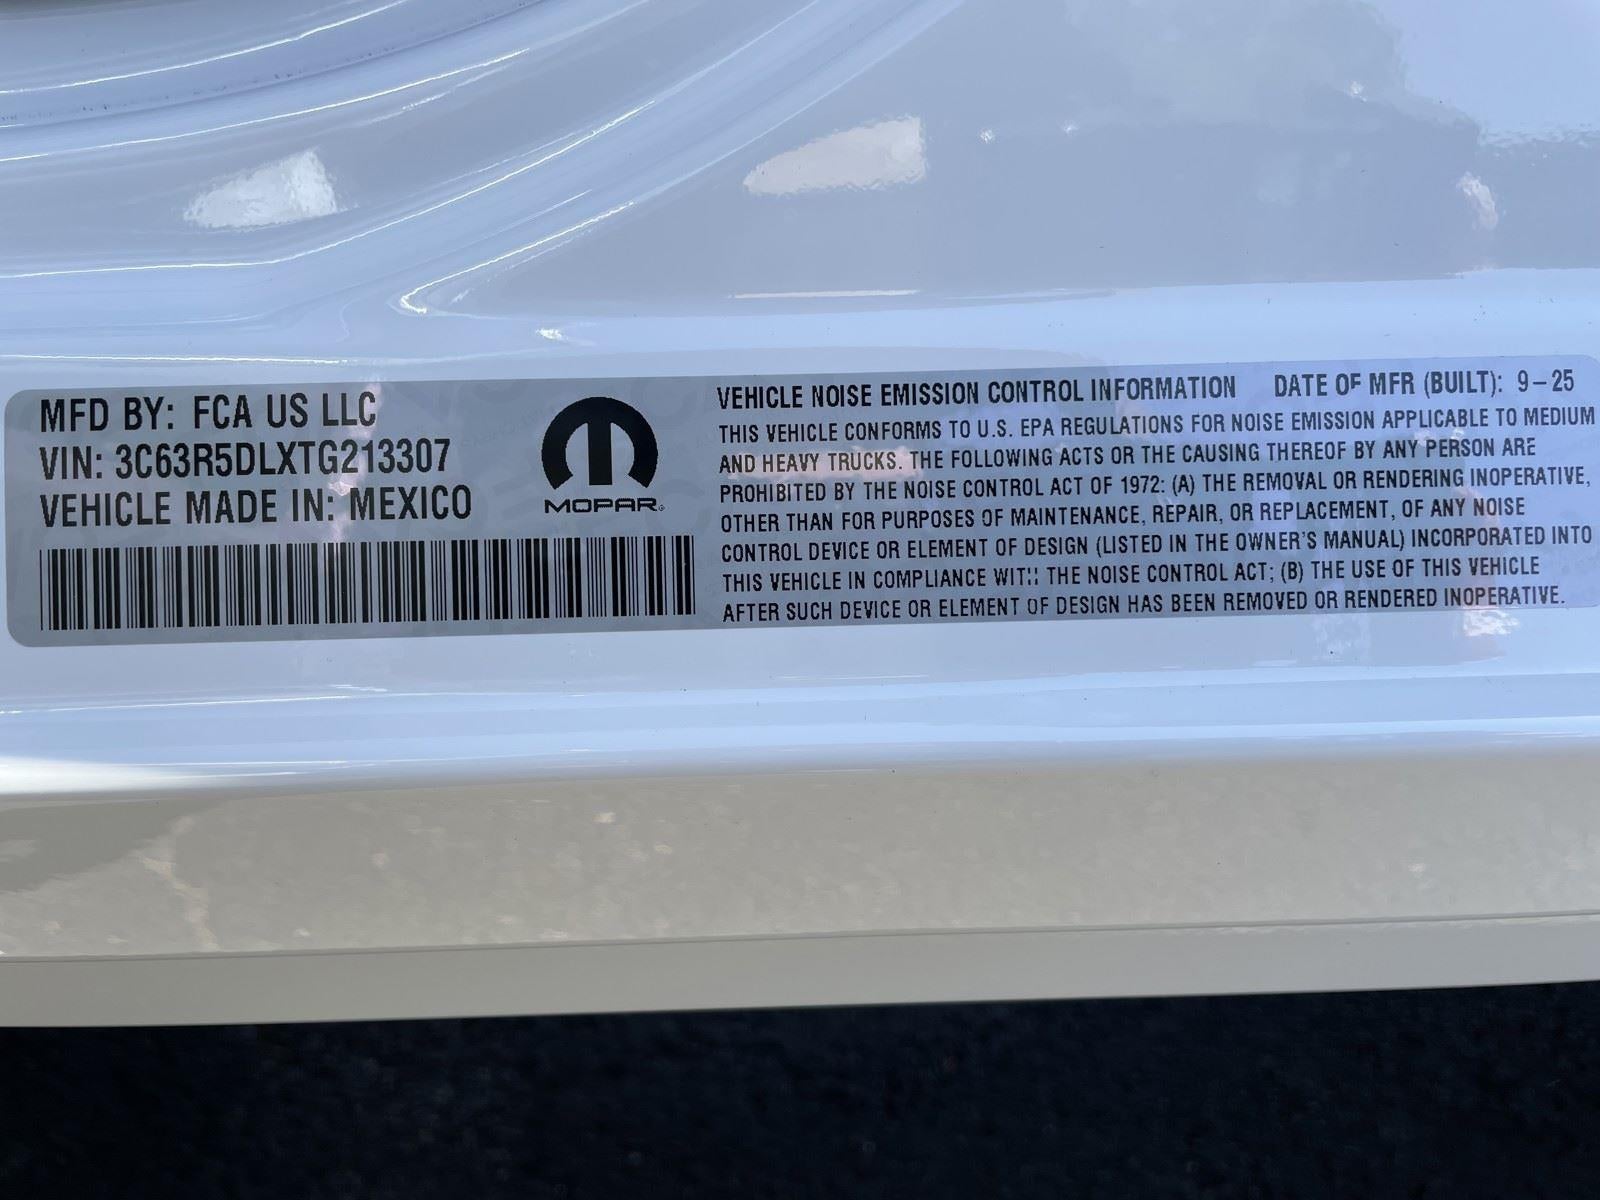 MFD BY: FCA US LLC
VIN: 3C63R5DLXTG213307
VEHICLE MADE IN: MEXICO
MOPAR®
VEHICLE NOISE EMISSION CONTROL INFORMATION DATE OF MFR (BUILT): 9-25
THIS VEHICLE CONFORMS TO U.S. EPA REGULATIONS FOR NOISE EMISSION APPLICABLE TO MEDIUM
AND HEAVY TRUCKS. THE FOLLOWING ACTS OR THE CAUSING THEREOF BY ANY PERSON ARE
PROHIBITED BY THE NOISE CONTROL ACT OF 1972: (A) THE REMOVAL OR RENDERING INOPERATIVE,
OTHER THAN FOR PURPOSES OF MAINTENANCE, REPAIR, OR REPLACEMENT, OF ANY NOISE
CONTROL DEVICE OR ELEMENT OF DESIGN (LISTED IN THE OWNER'S MANUAL) INCORPORATED INTO
THIS VEHICLE IN COMPLIANCE WITH THE NOISE CONTROL ACT; (B) THE USE OF THIS VEHICLE
AFTER SUCH DEVICE OR ELEMENT OF DESIGN HAS BEEN REMOVED OR RENDERED INOPERATIVE.